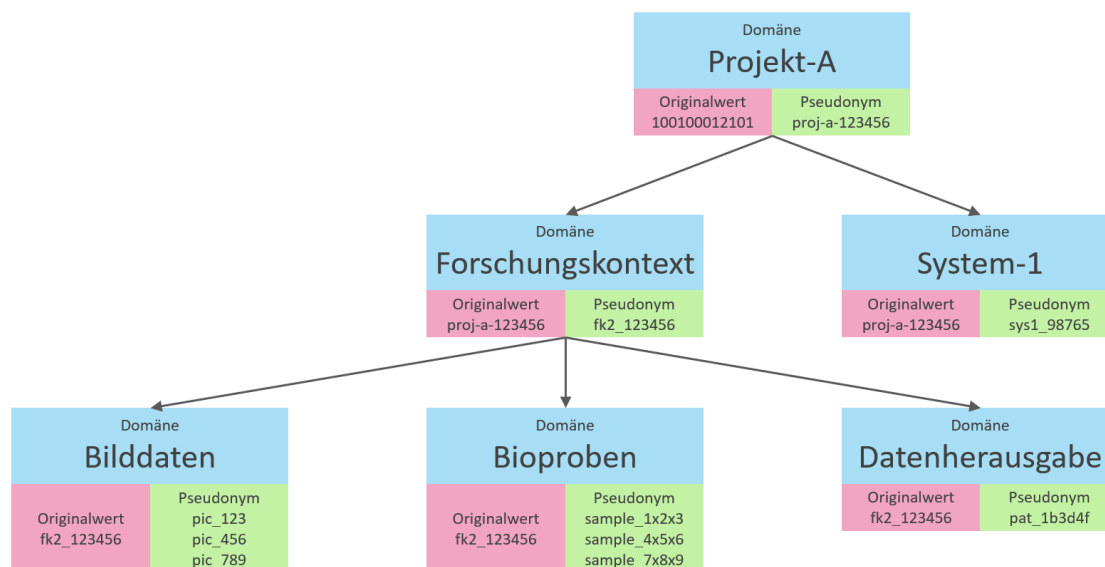 Domäne
Projekt-A
Originalwert
100100012101
Pseudonym
proj-a-123456
Domäne
Forschungskontext
Originalwert
proj-a-123456
Pseudonym
fk2_123456
Domäne
System-1
Originalwert
proj-a-123456
Pseudonym
sys1_98765
Domäne
Bilddaten
Originalwert
fk2_123456
Pseudonym
pic_123
pic_456
pic_789
Domäne
Bioproben
Originalwert
fk2_123456
Pseudonym
sample_1x2x3
sample_4x5x6
sample_7x8x9
Domäne
Datenherausgabe
Originalwert
fk2_123456
Pseudonym
pat_1b3d4f